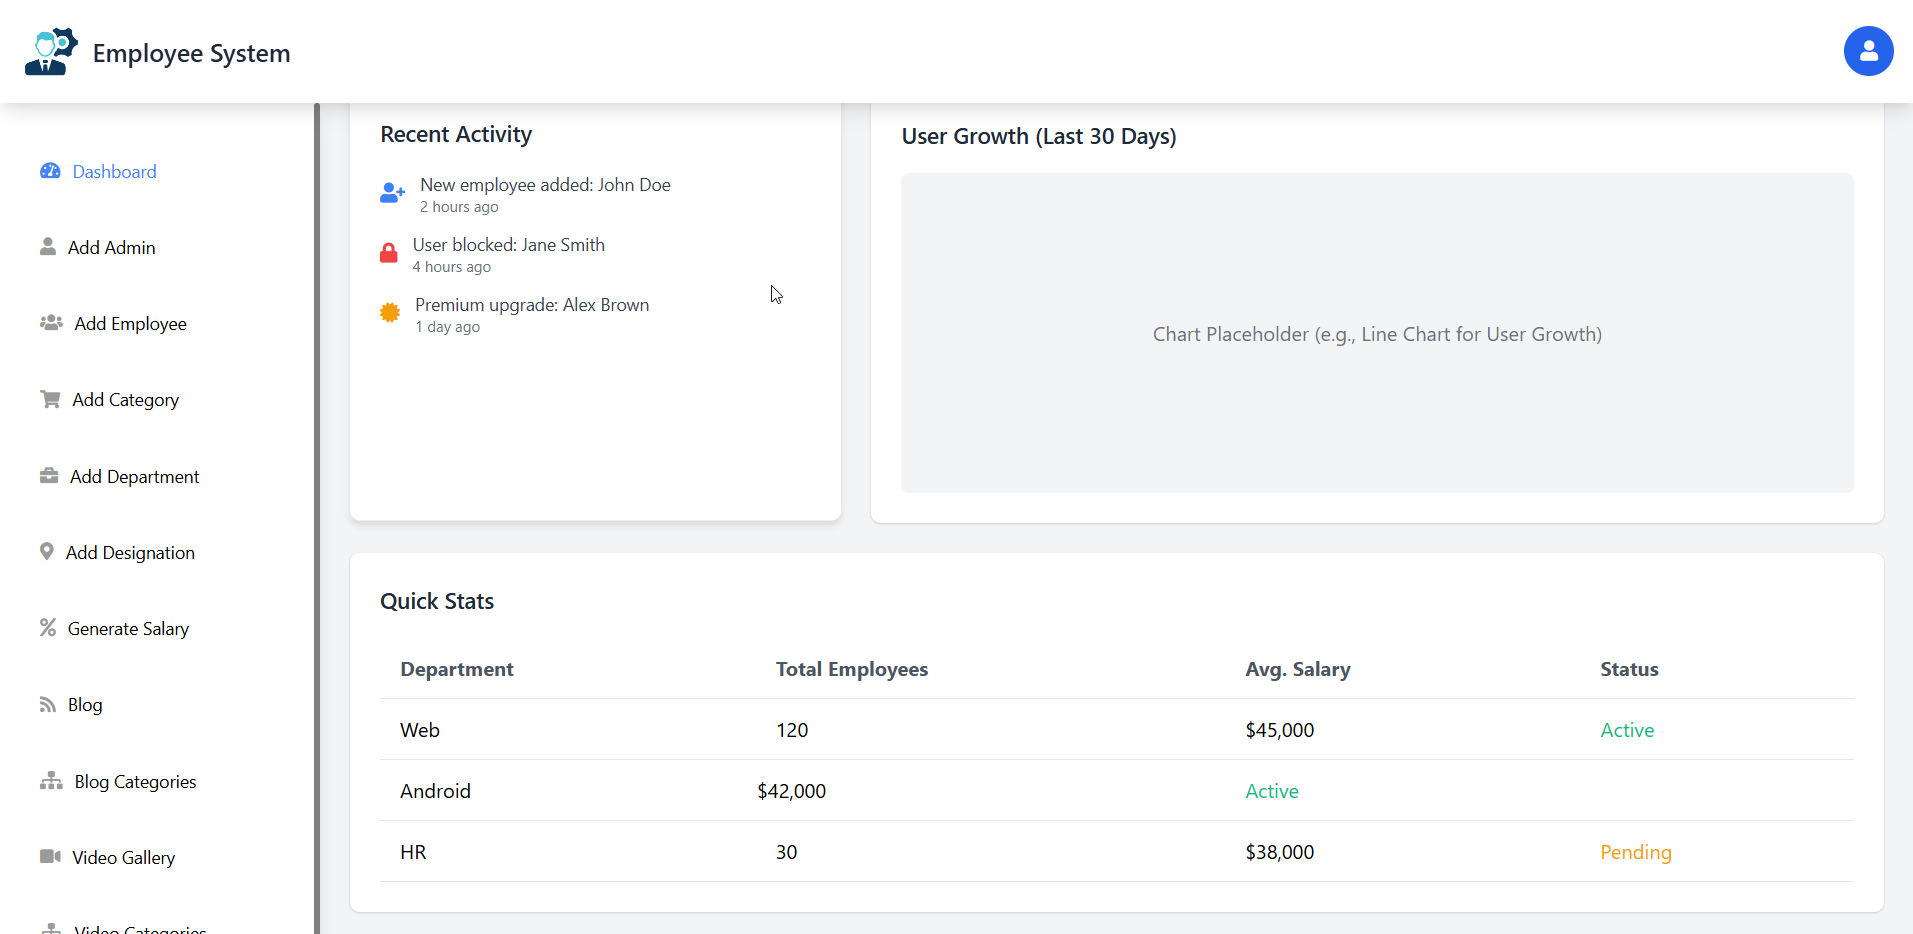 Employee System
Dashboard
Add Admin
Add Employee
Add Category
Add Department
Add Designation
Generate Salary
Blog
Blog Categories
Video Gallery
Video Categories
Recent Activity
New employee added: John Doe
2 hours ago
User blocked: Jane Smith
4 hours ago
Premium upgrade: Alex Brown
1 day ago
User Growth (Last 30 Days)
Chart Placeholder (e.g., Line Chart for User Growth)
Quick Stats
Department Total Employees Avg. Salary Status
Web 120 $45,000 Active
Android $42,000 Active
HR 30 $38,000 Pending